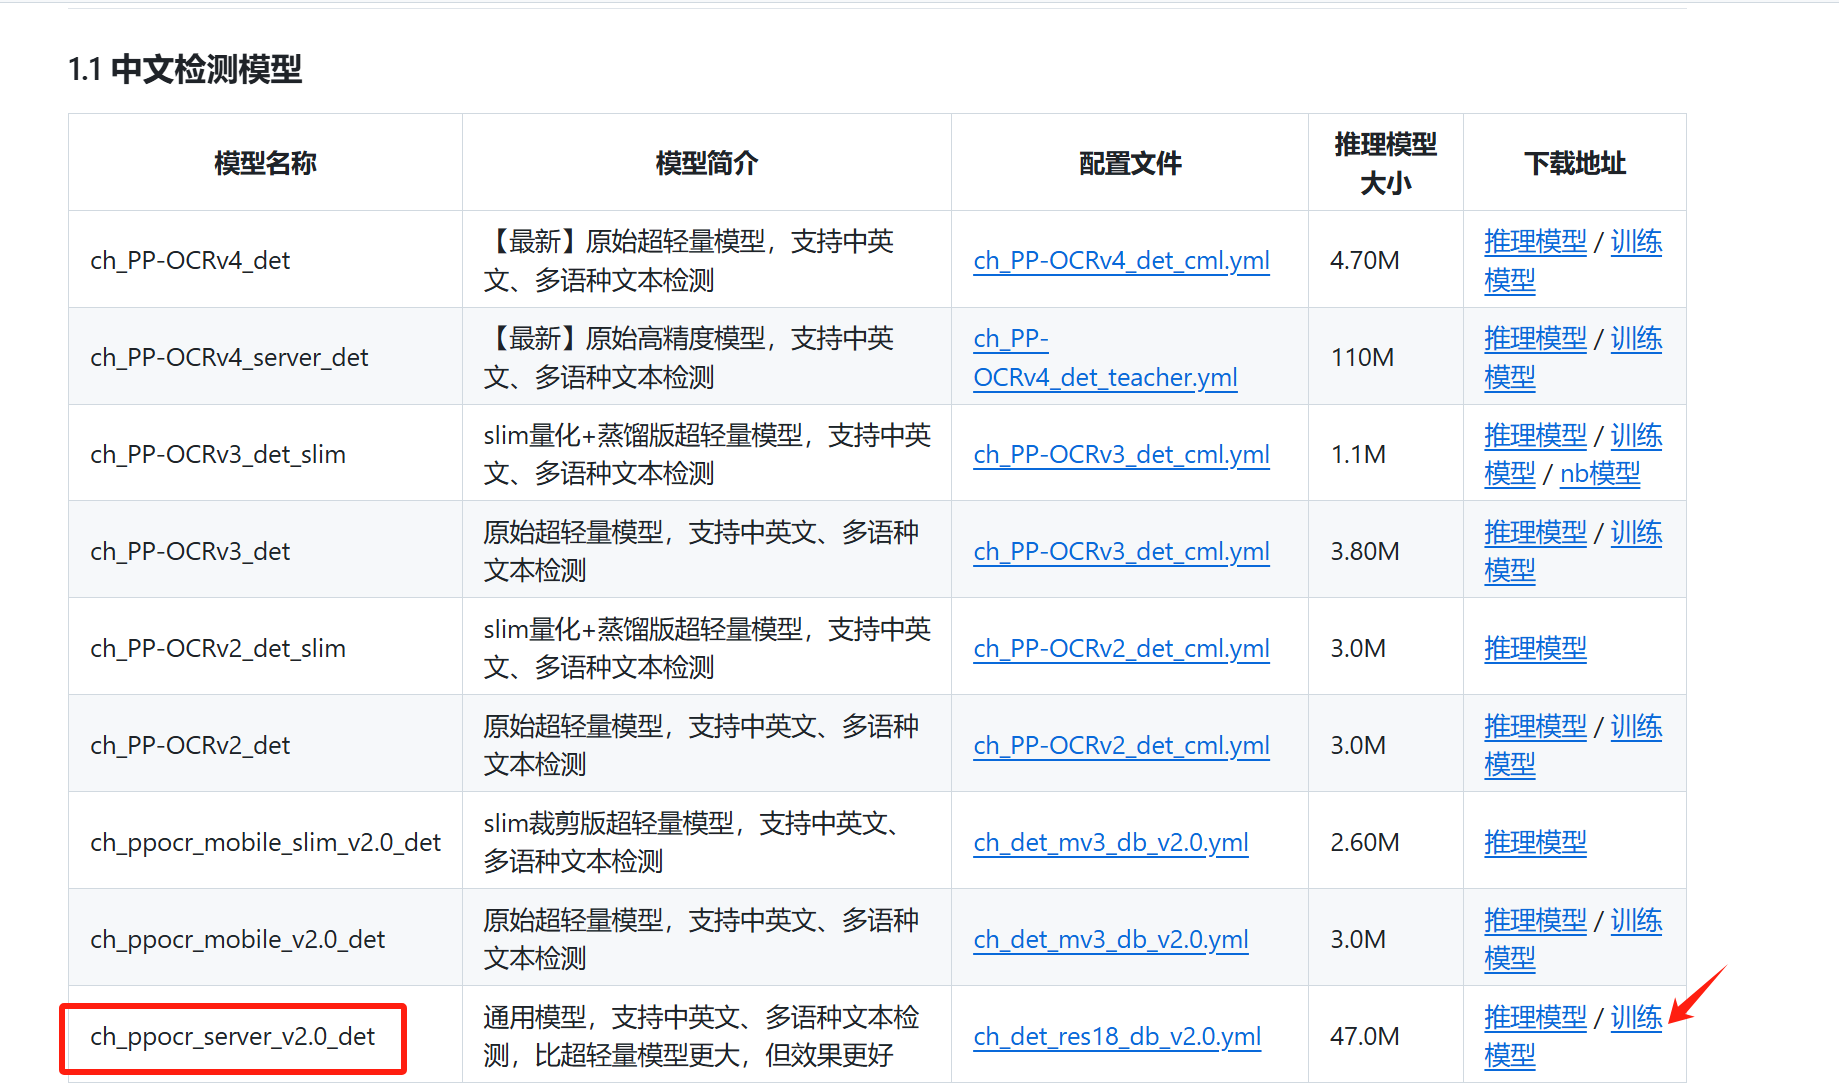 1.1 中文检测模型
模型名称
模型简介
配置文件
推理模型
大小
下载地址
ch_PP-OCRv4_det
【最新】原始超轻量模型，支持中英
文、多语种文本检测
ch_PP-OCRv4_det_cml.yml
4.70M
推理模型 / 训练
模型
ch_PP-OCRv4_server_det
【最新】原始高精度模型，支持中英
文、多语种文本检测
ch_PP-
OCRv4_det_teacher.yml
110M
推理模型 / 训练
模型
ch_PP-OCRv3_det_slim
slim量化+蒸馏版超轻量模型，支持中英
文、多语种文本检测
ch_PP-OCRv3_det_cml.yml
1.1M
推理模型 / 训练
模型 / nb模型
ch_PP-OCRv3_det
原始超轻量模型，支持中英文、多语种
文本检测
ch_PP-OCRv3_det_cml.yml
3.80M
推理模型 / 训练
模型
ch_PP-OCRv2_det_slim
slim量化+蒸馏版超轻量模型，支持中英
文、多语种文本检测
ch_PP-OCRv2_det_cml.yml
3.0M
推理模型
ch_PP-OCRv2_det
原始超轻量模型，支持中英文、多语种
文本检测
ch_PP-OCRv2_det_cml.yml
3.0M
推理模型 / 训练
模型
ch_ppocr_mobile_slim_v2.0_det
slim裁剪版超轻量模型，支持中英文、
多语种文本检测
ch_det_mv3_db_v2.0.yml
2.60M
推理模型
ch_ppocr_mobile_v2.0_det
原始超轻量模型，支持中英文、多语种
文本检测
ch_det_mv3_db_v2.0.yml
3.0M
推理模型 / 训练
模型
ch_ppocr_server_v2.0_det
通用模型，支持中英文、多语种文本检
测，比超轻量模型更大，但效果更好
ch_det_res18_db_v2.0.yml
47.0M
推理模型 / 训练
模型